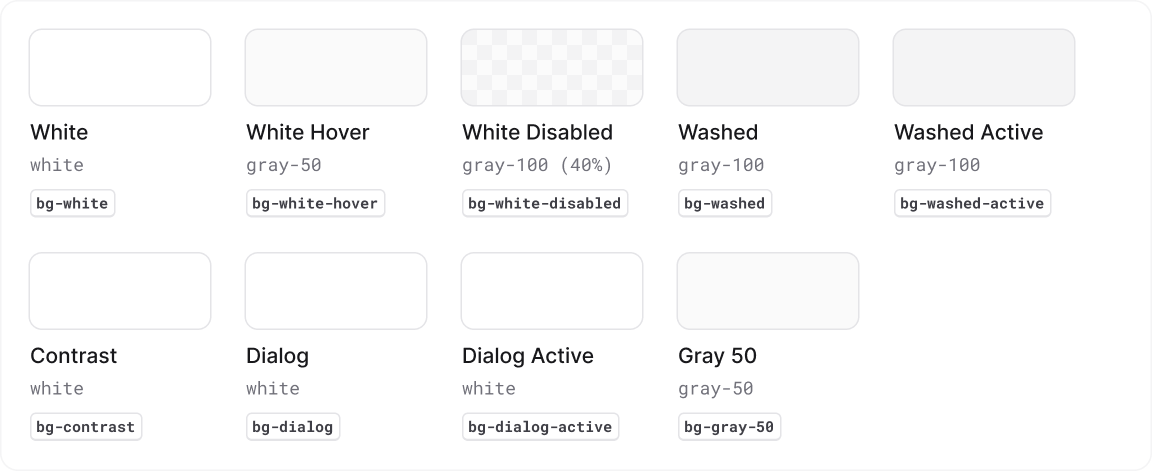 White
white
bg-white
White Hover
gray-50
bg-white-hover
White Disabled
gray-100 (40%)
bg-white-disabled
Washed
gray-100
bg-washed
Washed Active
gray-100
bg-washed-active
Contrast
white
bg-contrast
Dialog
white
bg-dialog
Dialog Active
white
bg-dialog-active
Gray 50
gray-50
bg-gray-50